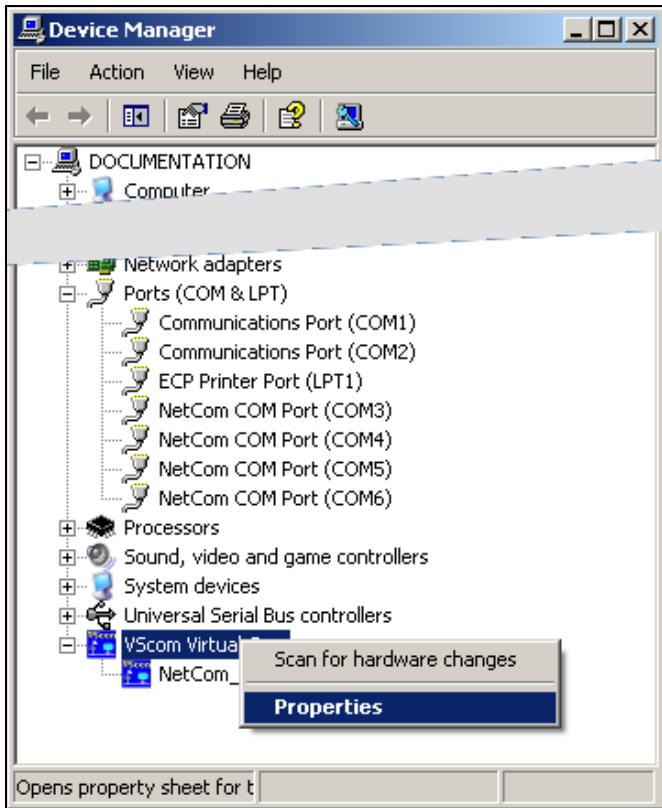 Device Manager
File Action View Help
DOCUMENTATION
Computer
Network adapters
Ports (COM & LPT)
Communications Port (COM1)
Communications Port (COM2)
ECP Printer Port (LPT1)
NetCom COM Port (COM3)
NetCom COM Port (COM4)
NetCom COM Port (COM5)
NetCom COM Port (COM6)
Processors
Sound, video and game controllers
System devices
Universal Serial Bus controllers
VScom Virtual
Scan for hardware changes
NetCom_
Properties
Opens property sheet for t